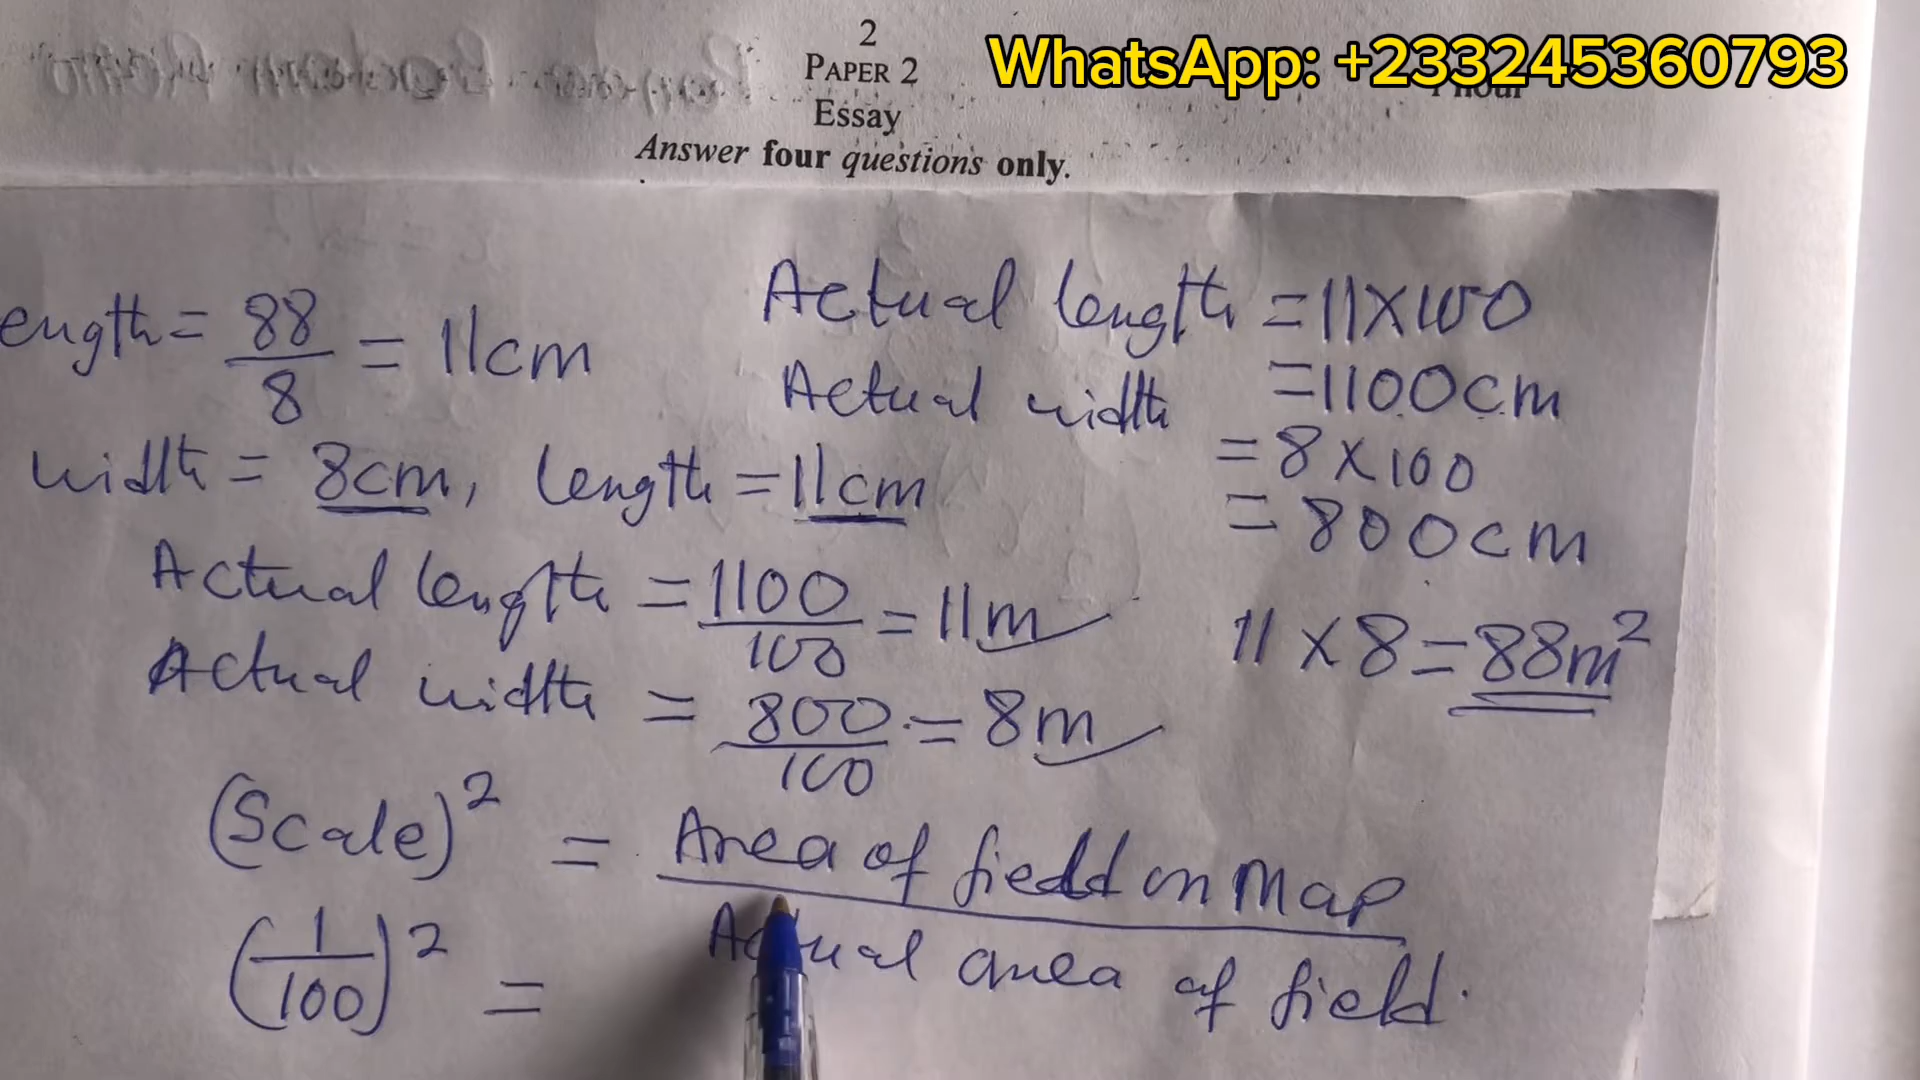 2
PAPER 2
WhatsApp: +233245360793
1 hour
Essay
Answer four questions only.
ength = 88/8 = 11cm
width = 8cm, length = 11cm
Actual length = 11 X 100
= 1100cm
Actual width
= 8 X 100
= 800cm
Actual length = 1100/100 = 11m
Actual width = 800/100 = 8m
11 X 8 = 88m²
(Scale)² = Area of field on Map / Actual area of field.
(1/100)² =